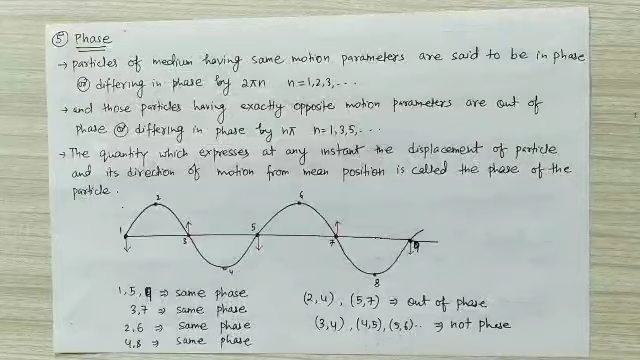 ⑤ Phase
→ particles of medium having same motion parameters are said to be in phase
(or) differing in phase by 2πn n=1,2,3,...
→ and those particles having exactly opposite motion parameters are out of
phase (or) differing in phase by nπ n=1,3,5,...
→ The quantity which expresses at any instant the displacement of particle
and its direction of motion from mean position is called the phase of the
particle.
1 2 3 4 5 6 7 8 9
1,5,9 ⇒ same phase
3,7 ⇒ same phase
2,6 ⇒ same phase
4,8 ⇒ same phase
(2,4), (5,7) ⇒ out of phase
(3,4), (4,5), (5,6).. ⇒ not phase